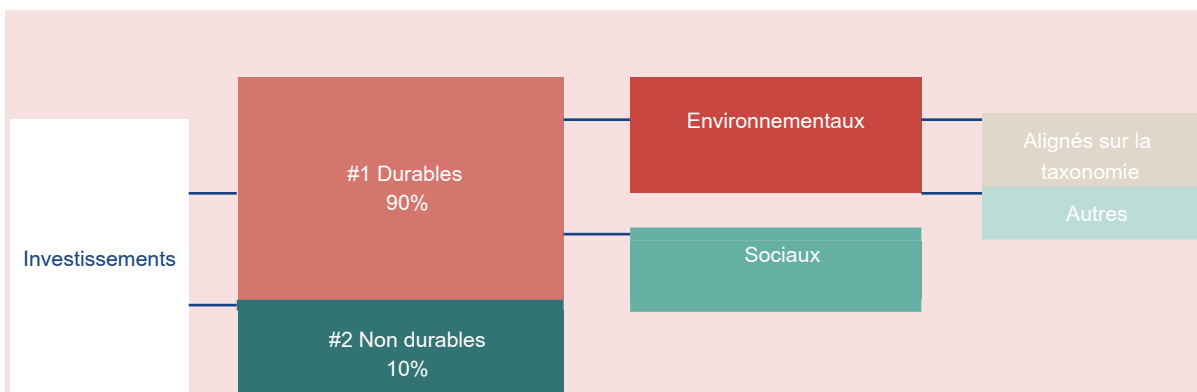 Investissements
#1 Durables
90%
#2 Non durables
10%
Environnementaux
Sociaux
Alignés sur la
taxonomie
Autres